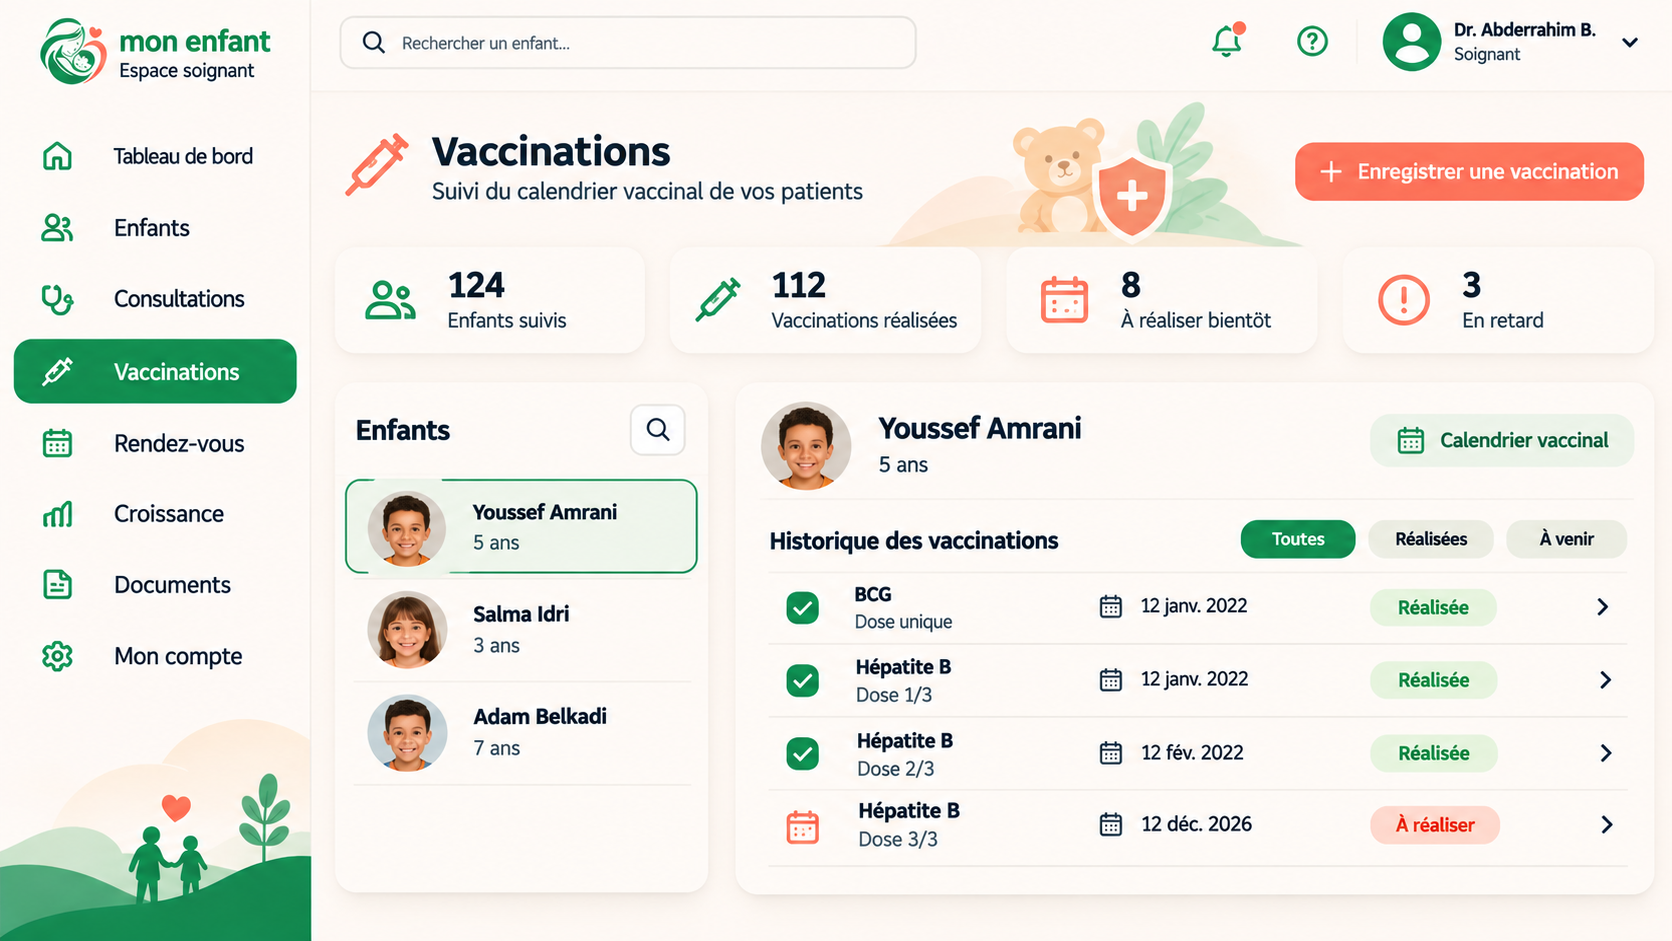 mon enfant
Espace soignant
Rechercher un enfant...
Dr. Abderrahim B.
Soignant
Tableau de bord
Enfants
Consultations
Vaccinations
Rendez-vous
Croissance
Documents
Mon compte
Vaccinations
Suivi du calendrier vaccinal de vos patients
Enregistrer une vaccination
124
Enfants suivis
112
Vaccinations réalisées
8
À réaliser bientöt
3
En retard
Enfants
Youssef Amrani
5 ans
Salma Idri
3 ans
Adam Belkadi
7 ans
Youssef Amrani
5 ans
Calendrier vaccinal
Historique des vaccinations
Toutes
Réalisées
À venir
BCG
Dose unique
12 janv. 2022
Réalisée
Hépatite B
Dose 1/3
12 janv. 2022
Réalisée
Hépatite B
Dose 2/3
12 fév. 2022
Réalisée
Hépatite B
Dose 3/3
12 déc. 2026
À réaliser